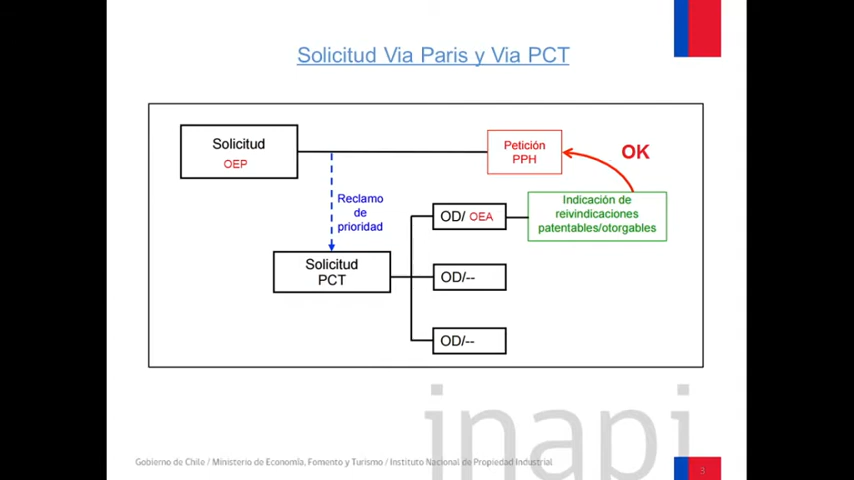 Solicitud Via Paris y Via PCT
Solicitud
OEP
Petición
PPH
OK
Reclamo
de
prioridad
Indicación de
reivindicaciones
patentables/otorgables
OD/ OEA
Solicitud
PCT
OD/--
OD/--
inapi
Gobierno de Chile / Ministerio de Economía, Fomento y Turismo / Instituto Nacional de Propiedad Industrial
3